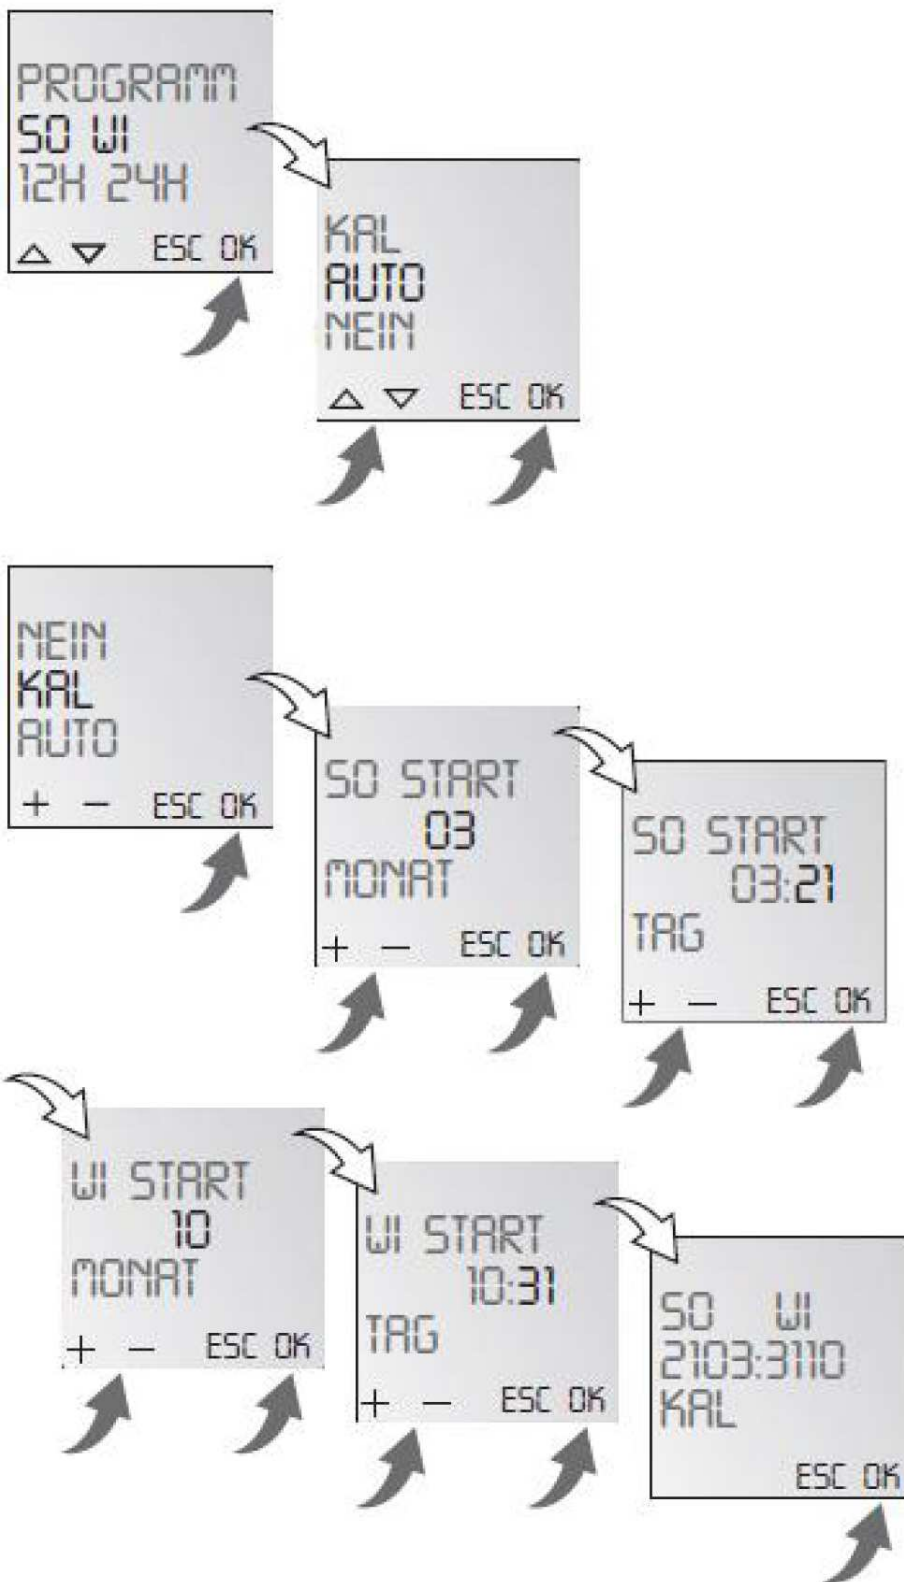 PROGRAMM
SO WI
12H 24H
△ ▽ ESC OK
KAL
AUTO
NEIN
△ ▽ ESC OK
NEIN
KAL
AUTO
+ - ESC OK
SO START
03
MONAT
+ - ESC OK
SO START
03:21
TAG
+ - ESC OK
WI START
10
MONAT
+ - ESC OK
WI START
10:31
TAG
+ - ESC OK
SO WI
2103:3110
KAL
ESC OK